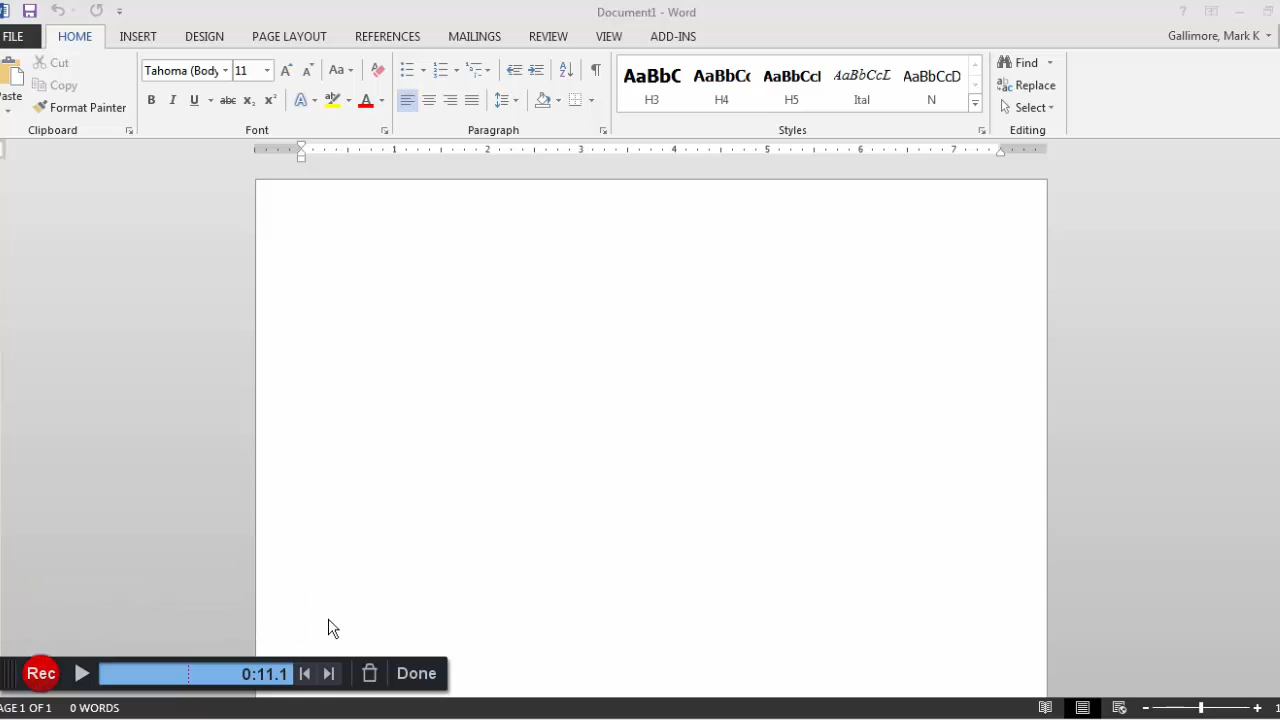 Document1 - Word
FILE HOME INSERT DESIGN PAGE LAYOUT REFERENCES MAILINGS REVIEW VIEW ADD-INS Gallimore, Mark K
Cut
Copy
Format Painter
Clipboard
Tahoma (Body 11
Aa
B I U abc x₂ x² A A
Font
Paragraph
AaBbC AaBbCc AaBbCcI AaBbCcL AaBbCcD
H3 H4 H5 Ital N
Styles
Find
Replace
Select
Editing
1 2 3 4 5 6 7
Rec 0:11.1 Done
AGE 1 OF 1 0 WORDS